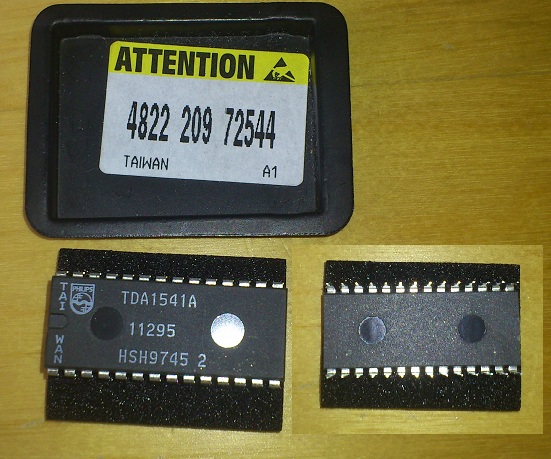 ATTENTION
4822 209 72544
TAIWAN A1
TAI WAN
PHILIPS
TDA1541A
11295
HSH9745 2